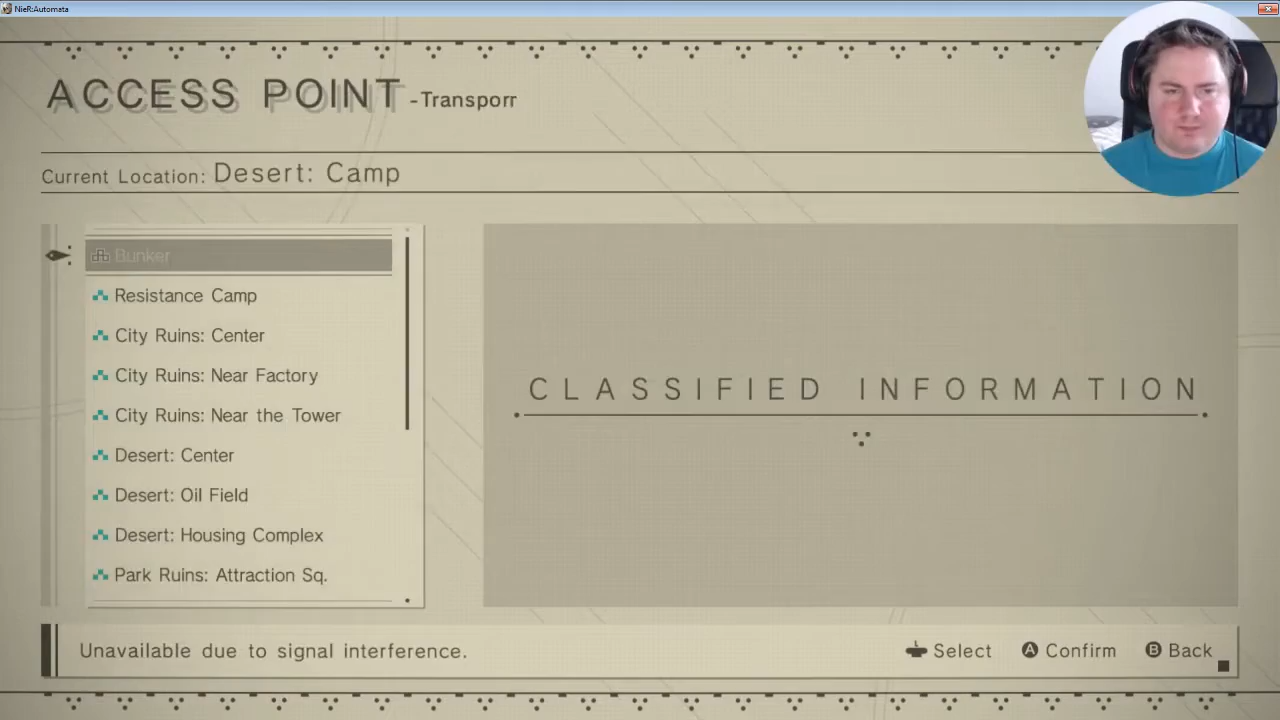 NieR:Automata
ACCESS POINT -Transporr
Current Location: Desert: Camp
Bunker
Resistance Camp
City Ruins: Center
City Ruins: Near Factory
City Ruins: Near the Tower
Desert: Center
Desert: Oil Field
Desert: Housing Complex
Park Ruins: Attraction Sq.
CLASSIFIED INFORMATION
Unavailable due to signal interference.
Select A Confirm B Back